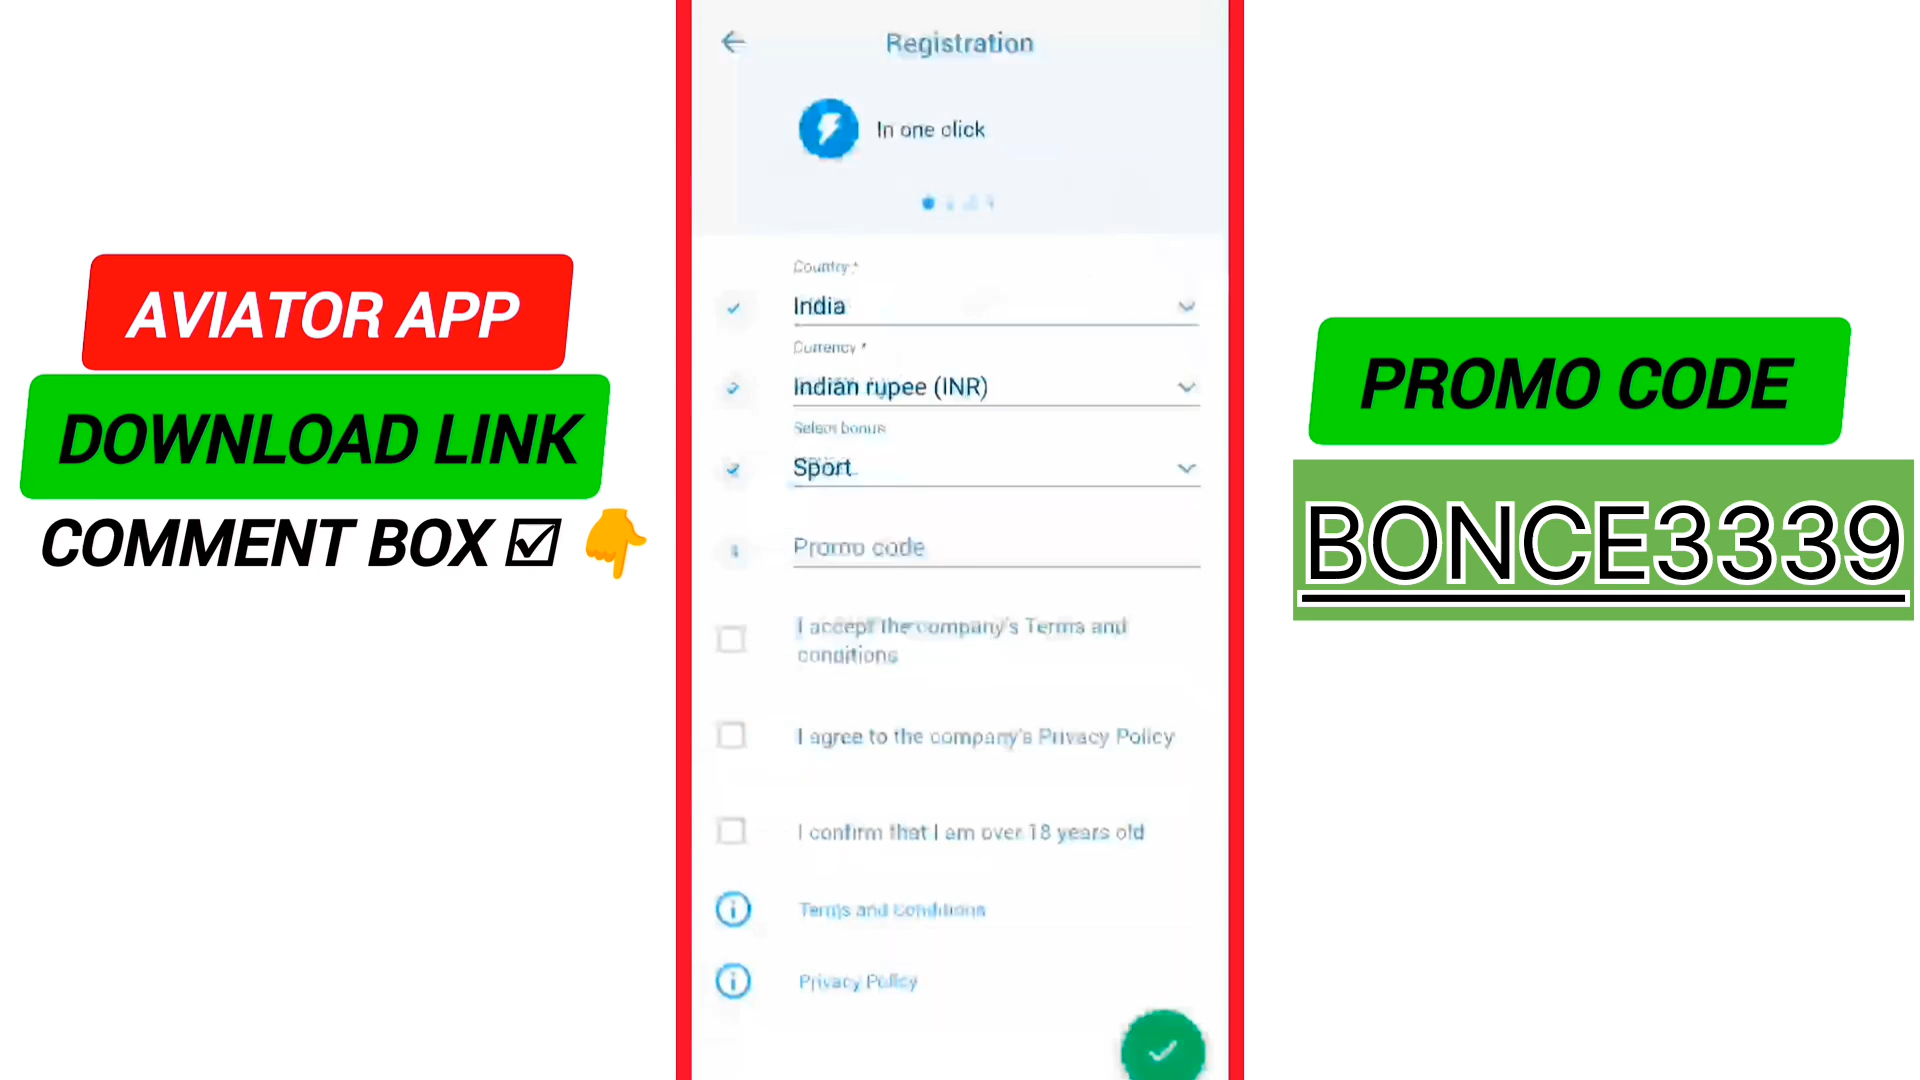 AVIATOR APP
DOWNLOAD LINK
COMMENT BOX ☑ 👇
Registration
In one click
Country *
India
Currency *
Indian rupee (INR)
Select bonus
Sport
Promo code
I accept the company's Terms and
conditions
I agree to the company's Privacy Policy
I confirm that I am over 18 years old
Terms and Conditions
Privacy Policy
PROMO CODE
BONCE3339